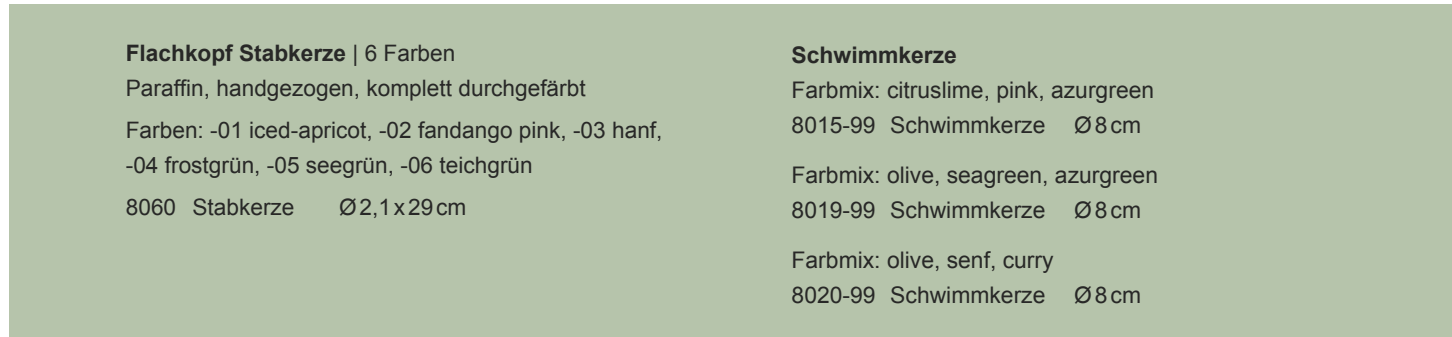 Flachkopf Stabkerze | 6 Farben
Paraffin, handgezogen, komplett durchgefärbt
Farben: -01 iced-apricot, -02 fandango pink, -03 hanf,
-04 frostgrün, -05 seegrün, -06 teichgrün
8060 Stabkerze Ø 2,1 x 29 cm
Schwimmkerze
Farbmix: citruslime, pink, azurgreen
8015-99 Schwimmkerze Ø 8 cm
Farbmix: olive, seagreen, azurgreen
8019-99 Schwimmkerze Ø 8 cm
Farbmix: olive, senf, curry
8020-99 Schwimmkerze Ø 8 cm